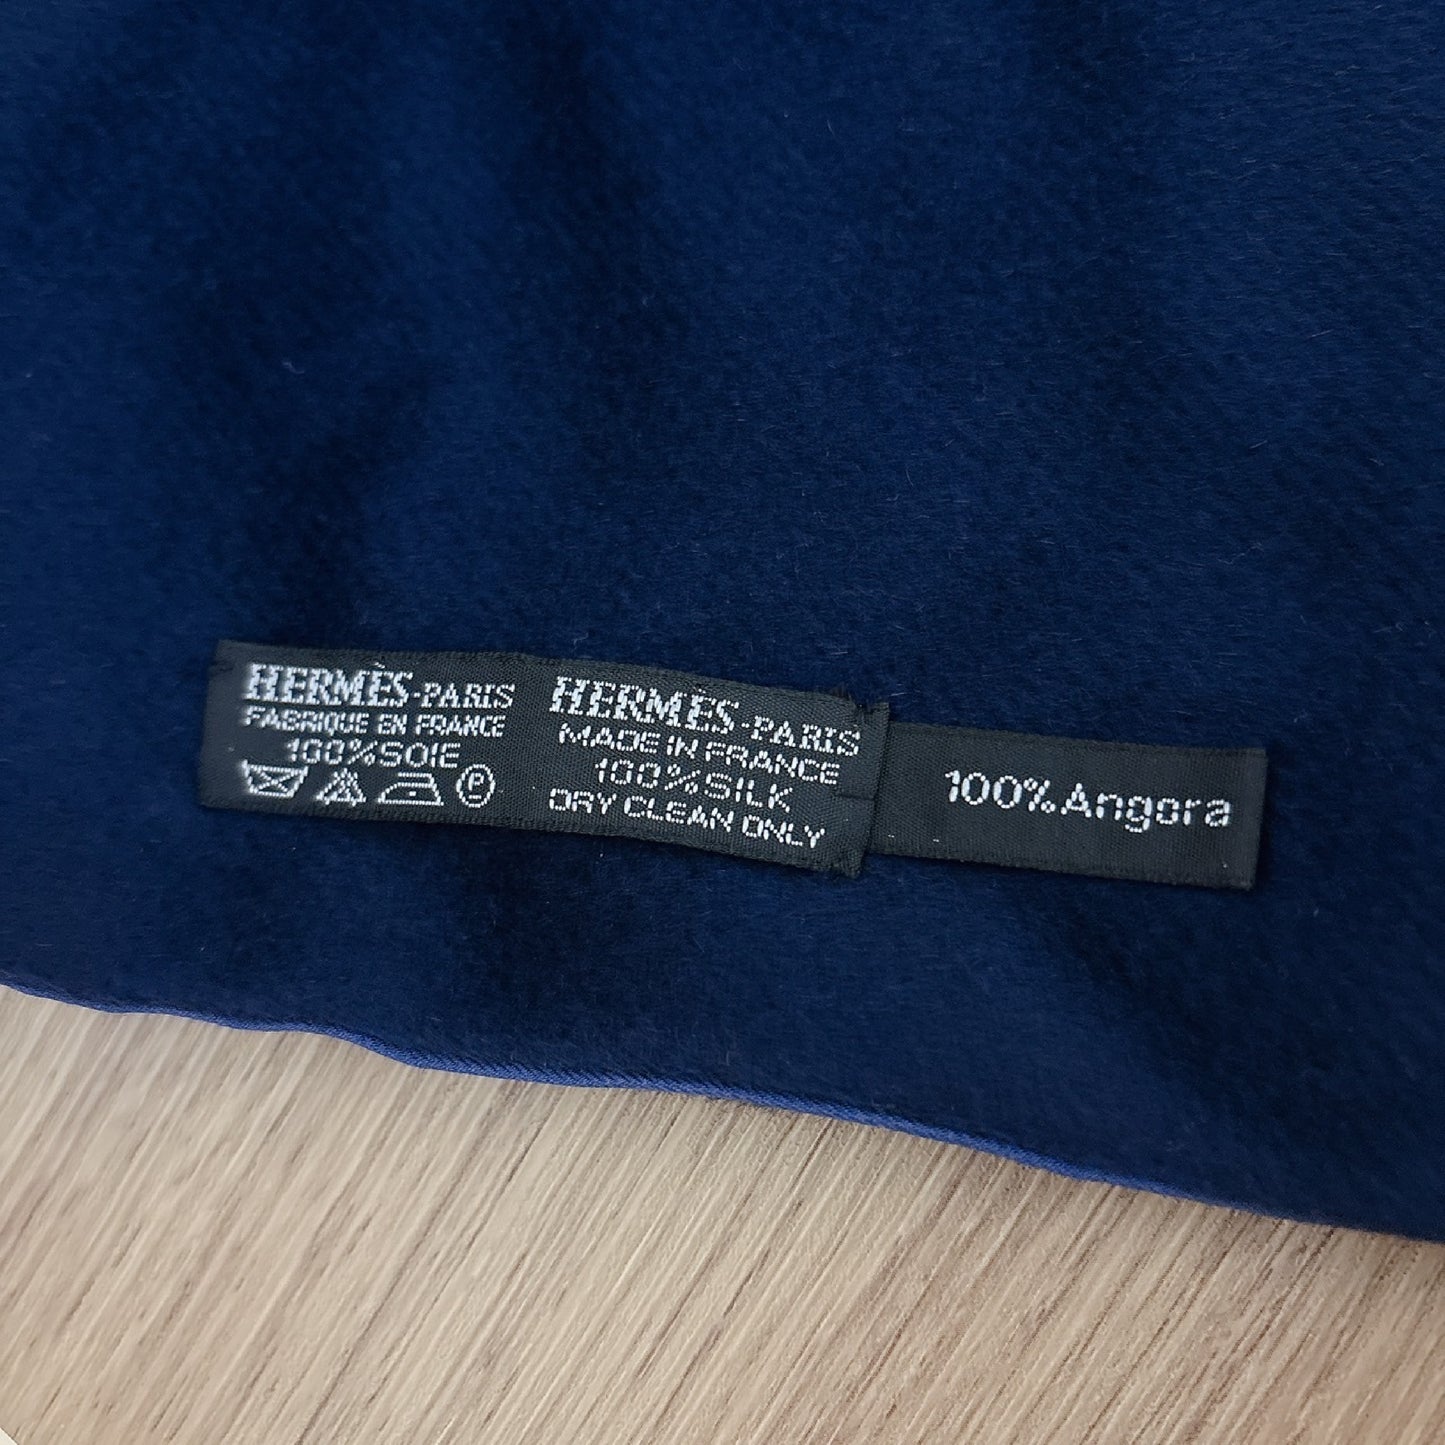 HERMÈS-PARIS
FABRIQUE EN FRANCE
100%SOIE
P
HERMÈS-PARIS
MADE IN FRANCE
100%SILK
DRY CLEAN ONLY
100%Angora